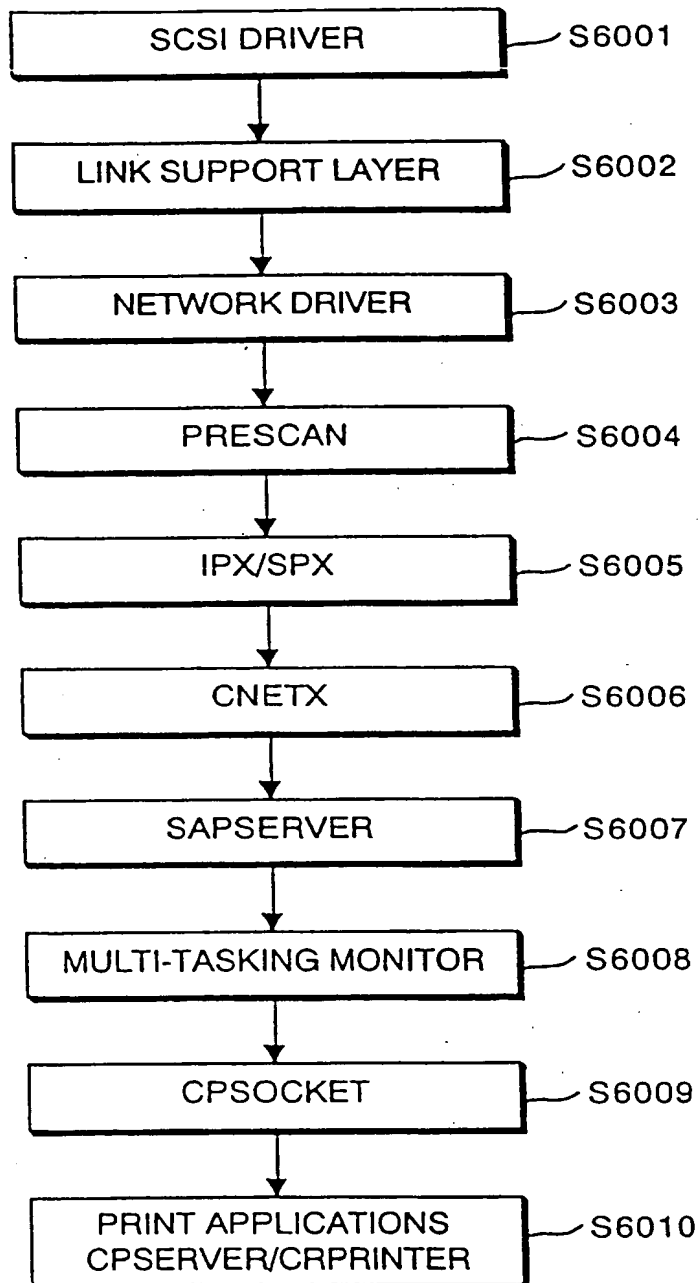 SCSI DRIVER S6001
LINK SUPPORT LAYER S6002
NETWORK DRIVER S6003
PRESCAN S6004
IPX/SPX S6005
CNETX S6006
SAPSERVER S6007
MULTI-TASKING MONITOR S6008
CPSOCKET S6009
PRINT APPLICATIONS S6010
CPSERVER/CRPRINTER